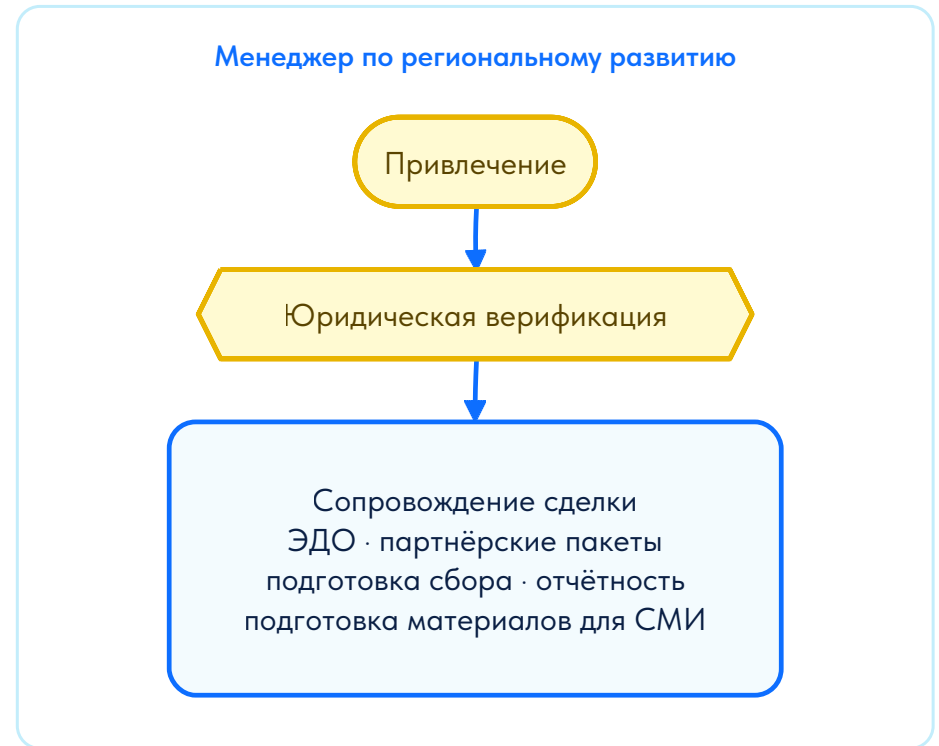 Менеджер по региональному развитию
Привлечение
Юридическая верификация
Сопровождение сделки
ЭДО · партнёрские пакеты
подготовка сбора · отчётность
подготовка материалов для СМИ